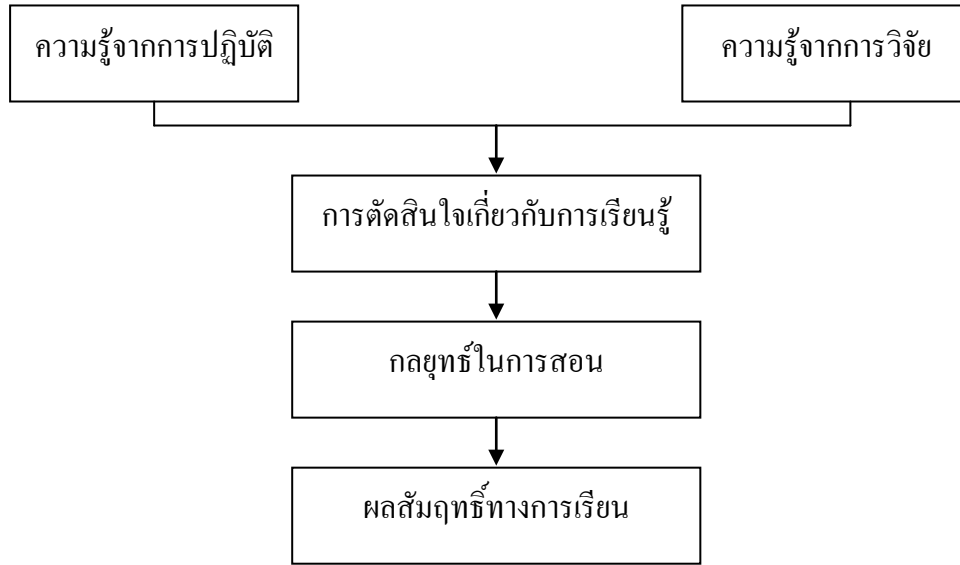 ความรู้จากการปฏิบัติ
ความรู้จากการวิจัย
การตัดสินใจเกี่ยวกับการเรียนรู้
กลยุทธ์ในการสอน
ผลสัมฤทธิ์ทางการเรียน